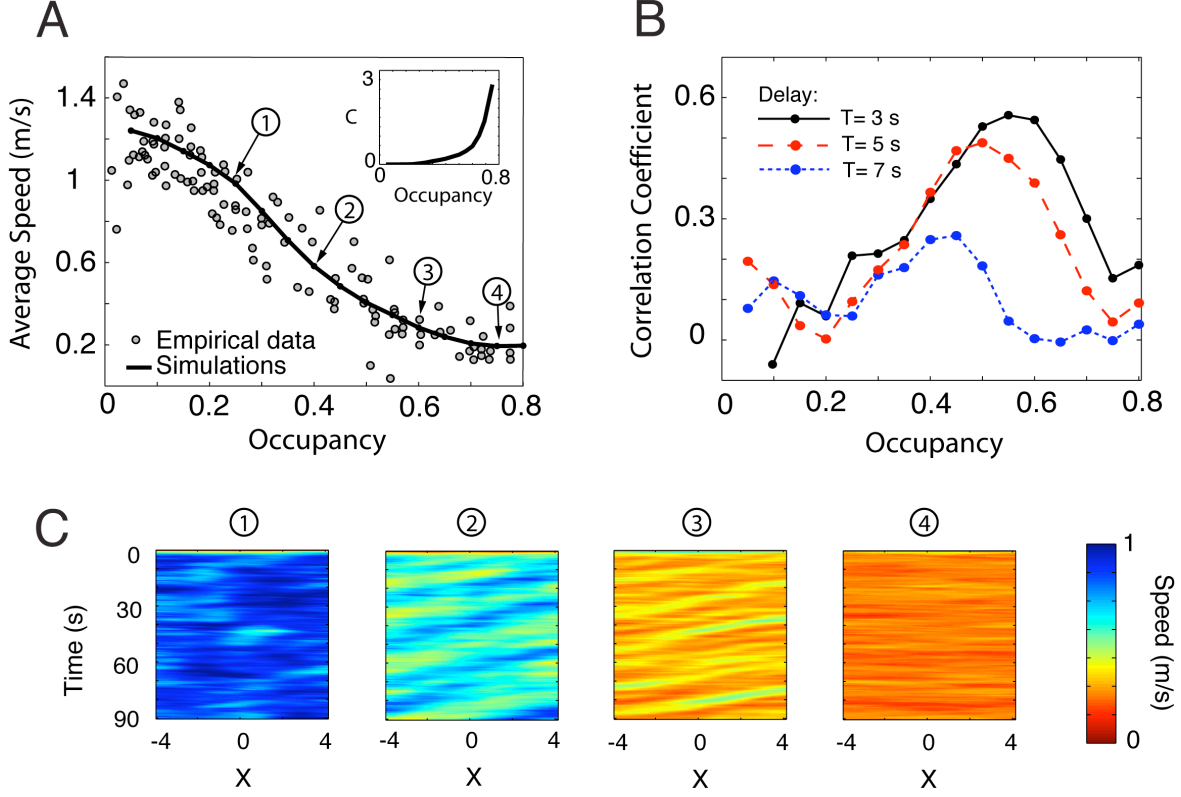 A
Average Speed (m/s)
1.4
1
0.6
0.2
0
0.2
0.4
0.6
0.8
Occupancy
1
2
3
4
Empirical data
Simulations
3
C
0
0
0.8
Occupancy
B
Correlation Coefficient
0.6
0.3
0
0
0.2
0.4
0.6
0.8
Occupancy
Delay:
T= 3 s
T= 5 s
T= 7 s
C
1
2
3
4
Time (s)
0
30
60
90
-4 0 4
X
-4 0 4
X
-4 0 4
X
-4 0 4
X
1
0
Speed (m/s)